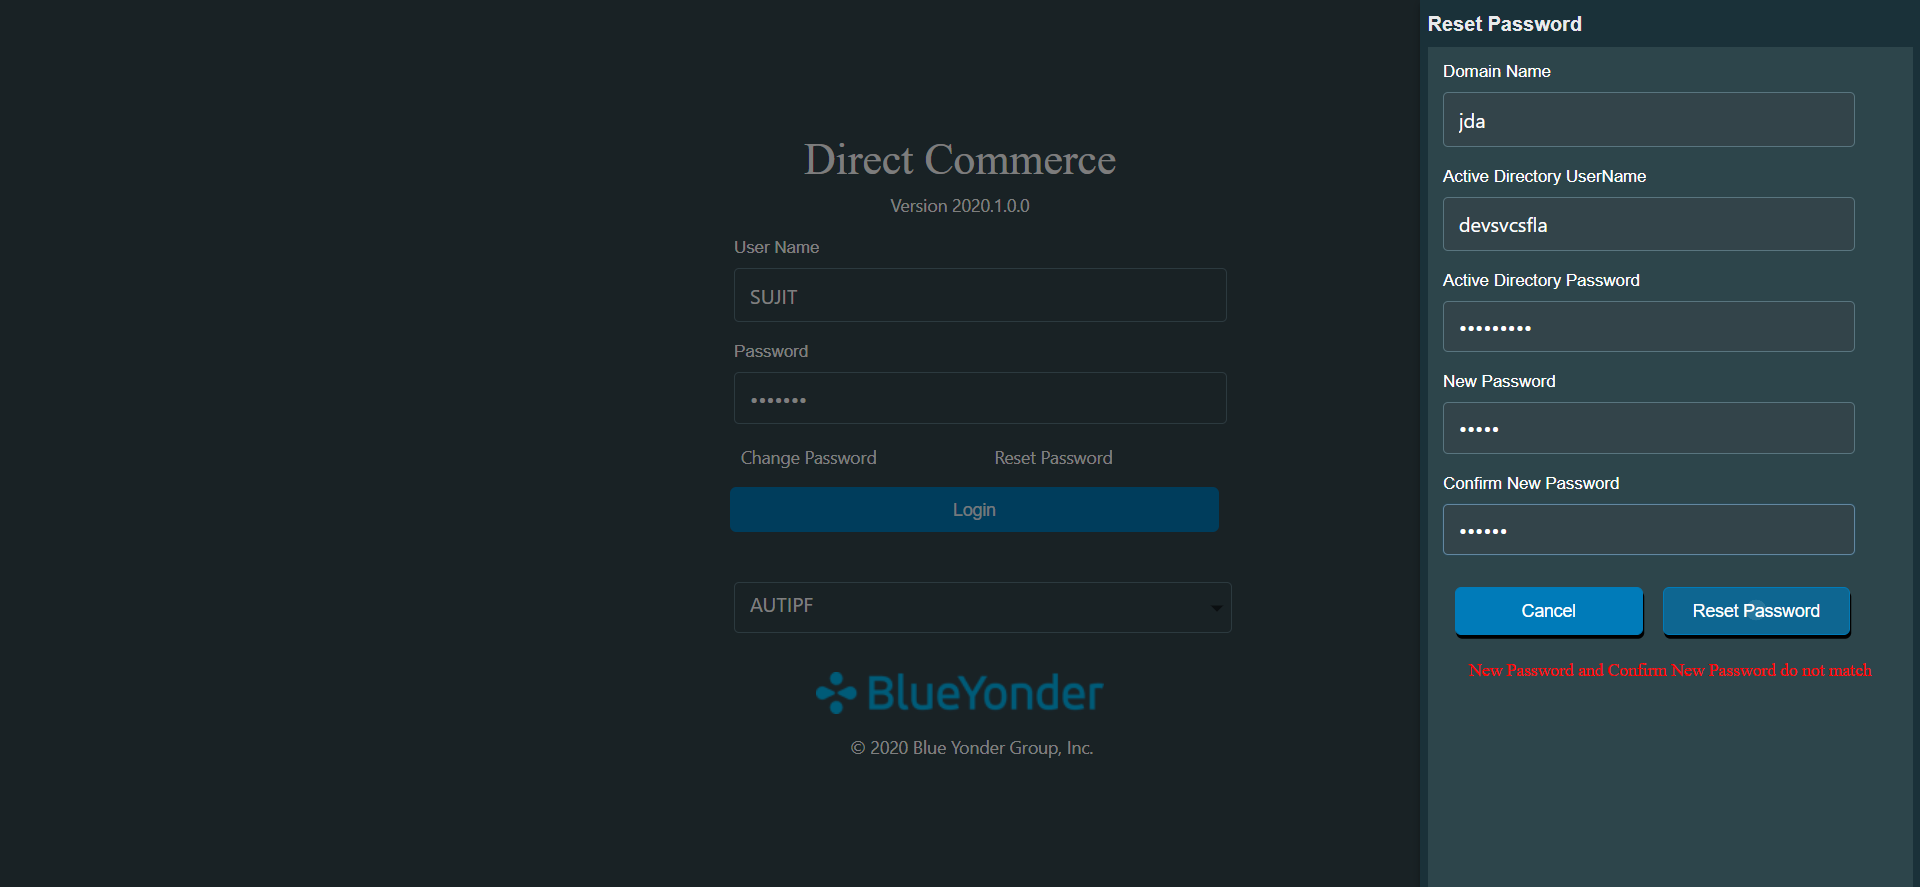 Direct Commerce
Version 2020.1.0.0
User Name
SUJIT
Password
•••••••
Change Password
Reset Password
Login
AUTIPF
BlueYonder
© 2020 Blue Yonder Group, Inc.
Reset Password
Domain Name
jda
Active Directory UserName
devsvcsfla
Active Directory Password
•••••••••
New Password
•••••
Confirm New Password
••••••
Cancel
Reset Password
New Password and Confirm New Password do not match